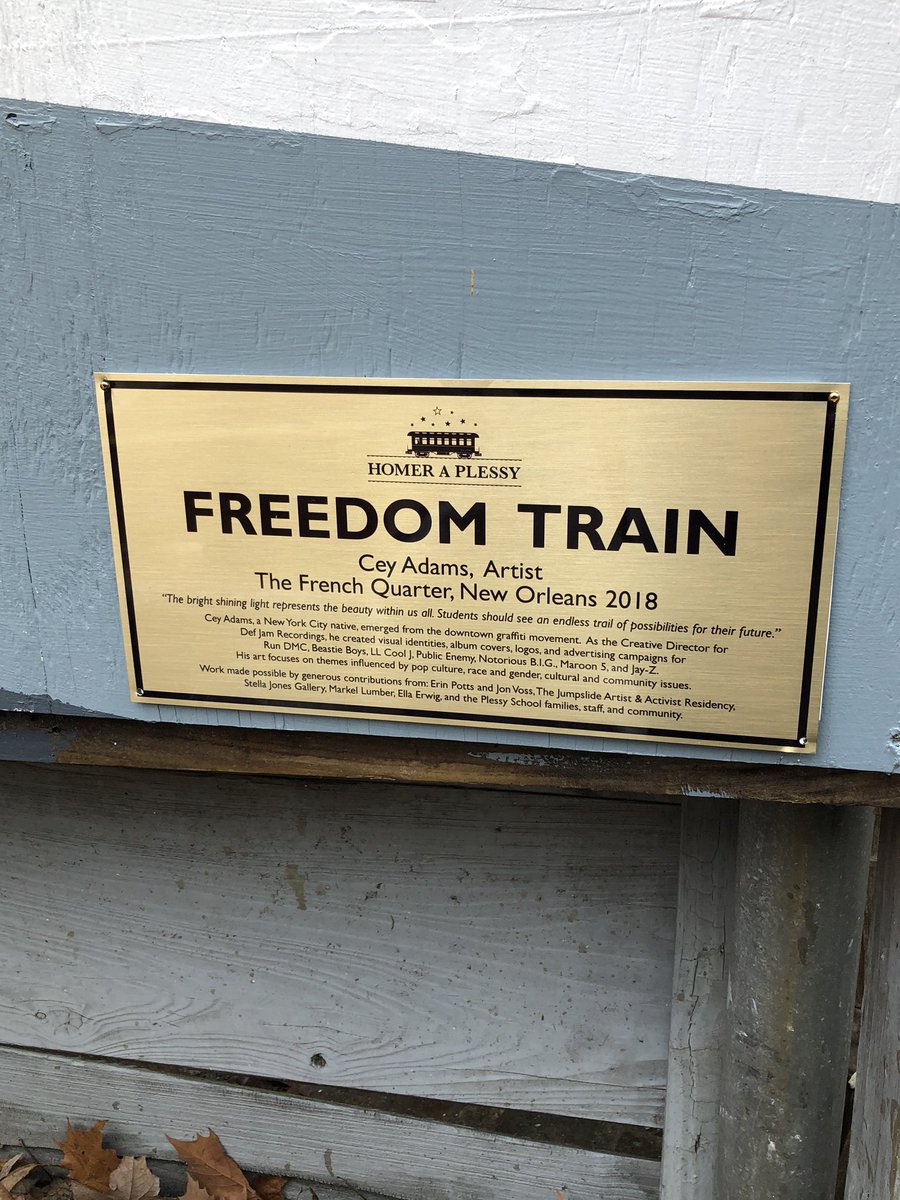 HOMER A PLESSY
FREEDOM TRAIN
Cey Adams, Artist
The French Quarter, New Orleans 2018
“The bright shining light represents the beauty within us all. Students should see an endless trail of possibilities for their future.”
Cey Adams, a New York City native, emerged from the downtown graffiti movement. As the Creative Director for
Def Jam Recordings, he created visual identities, album covers, logos, and advertising campaigns for
Run DMC, Beastie Boys, LL Cool J, Public Enemy, Notorious B.I.G., Maroon 5, and Jay-Z.
His art focuses on themes influenced by pop culture, race and gender, cultural and community issues.
Work made possible by generous contributions from: Erin Potts and Jon Voss, The Jumpslide Artist & Activist Residency,
Stella Jones Gallery, Markel Lumber, Ella Erwig, and the Plessy School families, staff, and community.